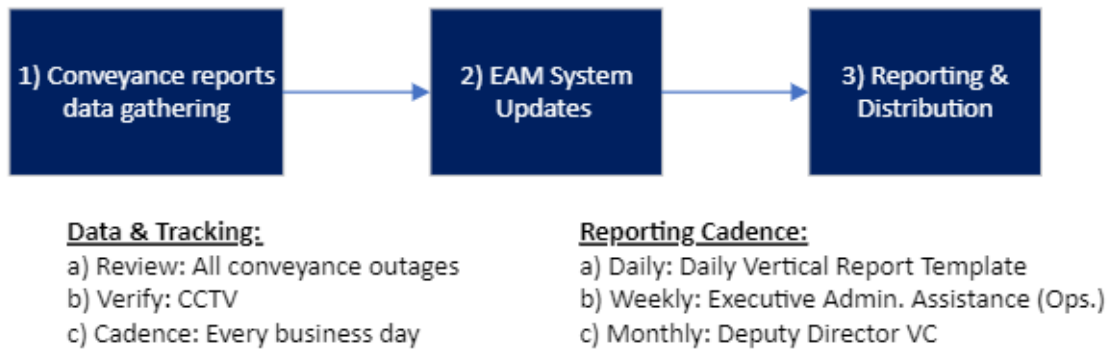 1) Conveyance reports
data gathering
2) EAM System
Updates
3) Reporting &
Distribution
Data & Tracking:
a) Review: All conveyance outages
b) Verify: CCTV
c) Cadence: Every business day
Reporting Cadence:
a) Daily: Daily Vertical Report Template
b) Weekly: Executive Admin. Assistance (Ops.)
c) Monthly: Deputy Director VC